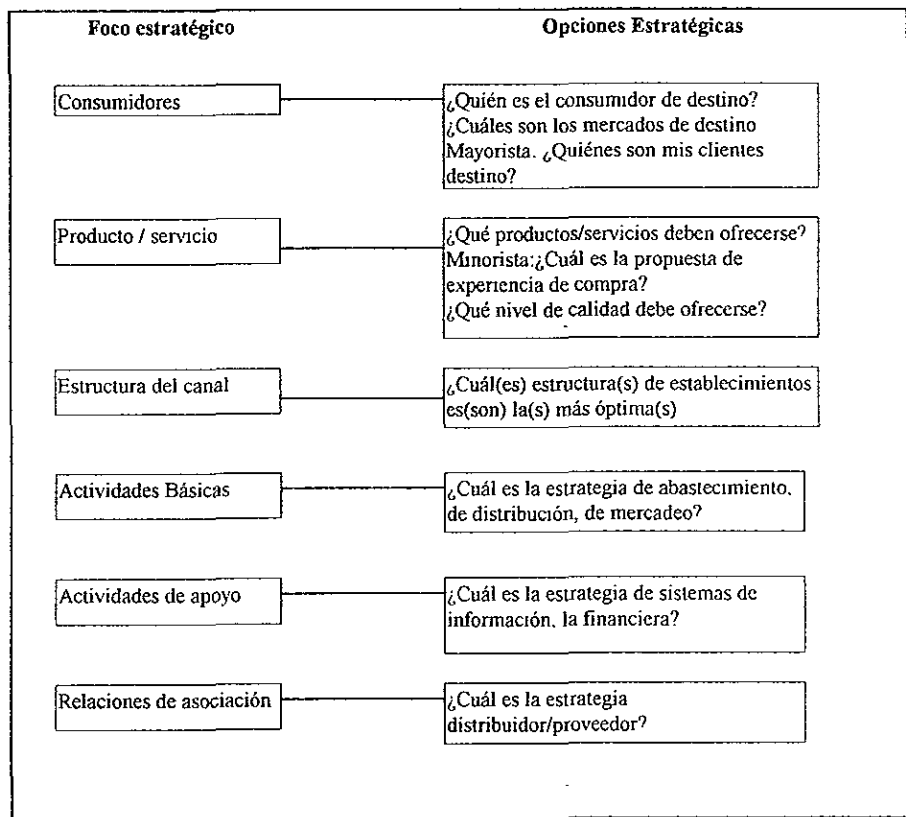 Foco estratégico
Opciones Estratégicas
Consumidores
¿Quién es el consumidor de destino?
¿Cuáles son los mercados de destino
Mayorista. ¿Quiénes son mis clientes
destino?
Producto / servicio
¿Qué productos/servicios deben ofrecerse?
Minorista:¿Cuál es la propuesta de
experiencia de compra?
¿Qué nivel de calidad debe ofrecerse?
Estructura del canal
¿Cuál(es) estructura(s) de establecimientos
es(son) la(s) más óptima(s)
Actividades Básicas
¿Cuál es la estrategia de abastecimiento,
de distribución, de mercadeo?
Actividades de apoyo
¿Cuál es la estrategia de sistemas de
información, la financiera?
Relaciones de asociación
¿Cuál es la estrategia
distribuidor/proveedor?